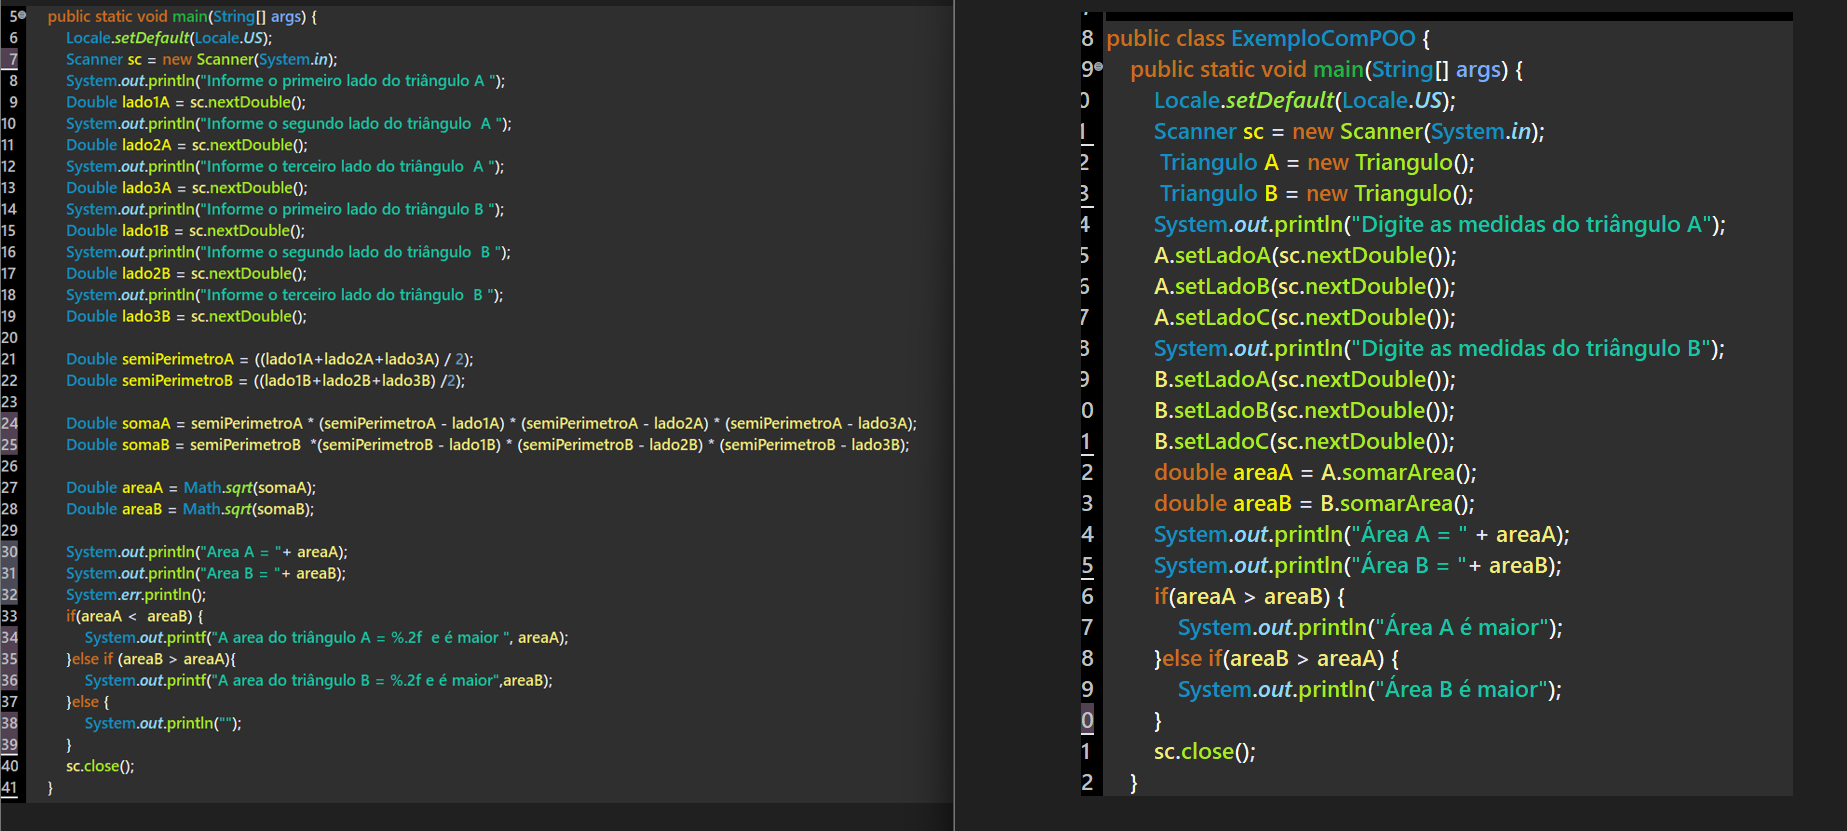 5 public static void main(String[] args) {
6 Locale.setDefault(Locale.US);
7 Scanner sc = new Scanner(System.in);
8 System.out.println("Informe o primeiro lado do triângulo A ");
9 Double lado1A = sc.nextDouble();
10 System.out.println("Informe o segundo lado do triângulo  A ");
11 Double lado2A = sc.nextDouble();
12 System.out.println("Informe o terceiro lado do triângulo  A ");
13 Double lado3A = sc.nextDouble();
14 System.out.println("Informe o primeiro lado do triângulo B ");
15 Double lado1B = sc.nextDouble();
16 System.out.println("Informe o segundo lado do triângulo  B ");
17 Double lado2B = sc.nextDouble();
18 System.out.println("Informe o terceiro lado do triângulo  B ");
19 Double lado3B = sc.nextDouble();
20
21 Double semiPerimetroA = ((lado1A+lado2A+lado3A) / 2);
22 Double semiPerimetroB = ((lado1B+lado2B+lado3B) /2);
23
24 Double somaA = semiPerimetroA * (semiPerimetroA - lado1A) * (semiPerimetroA - lado2A) * (semiPerimetroA - lado3A);
25 Double somaB = semiPerimetroB  *(semiPerimetroB - lado1B) * (semiPerimetroB - lado2B) * (semiPerimetroB - lado3B);
26
27 Double areaA = Math.sqrt(somaA);
28 Double areaB = Math.sqrt(somaB);
29
30 System.out.println("Area A = "+ areaA);
31 System.out.println("Area B = "+ areaB);
32 System.err.println();
33 if(areaA <  areaB) {
34 System.out.printf("A area do triângulo A = %.2f  e é maior ", areaA);
35 }else if (areaB > areaA){
36 System.out.printf("A area do triângulo B = %.2f e é maior",areaB);
37 }else {
38 System.out.println("");
39 }
40 sc.close();
41 }
8 public class ExemploComPOO {
9 public static void main(String[] args) {
0 Locale.setDefault(Locale.US);
1 Scanner sc = new Scanner(System.in);
2 Triangulo A = new Triangulo();
3 Triangulo B = new Triangulo();
4 System.out.println("Digite as medidas do triângulo A");
5 A.setLadoA(sc.nextDouble());
6 A.setLadoB(sc.nextDouble());
7 A.setLadoC(sc.nextDouble());
8 System.out.println("Digite as medidas do triângulo B");
9 B.setLadoA(sc.nextDouble());
0 B.setLadoB(sc.nextDouble());
1 B.setLadoC(sc.nextDouble());
2 double areaA = A.somarArea();
3 double areaB = B.somarArea();
4 System.out.println("Área A = " + areaA);
5 System.out.println("Área B = "+ areaB);
6 if(areaA > areaB) {
7 System.out.println("Área A é maior");
8 }else if(areaB > areaA) {
9 System.out.println("Área B é maior");
0 }
1 sc.close();
2 }